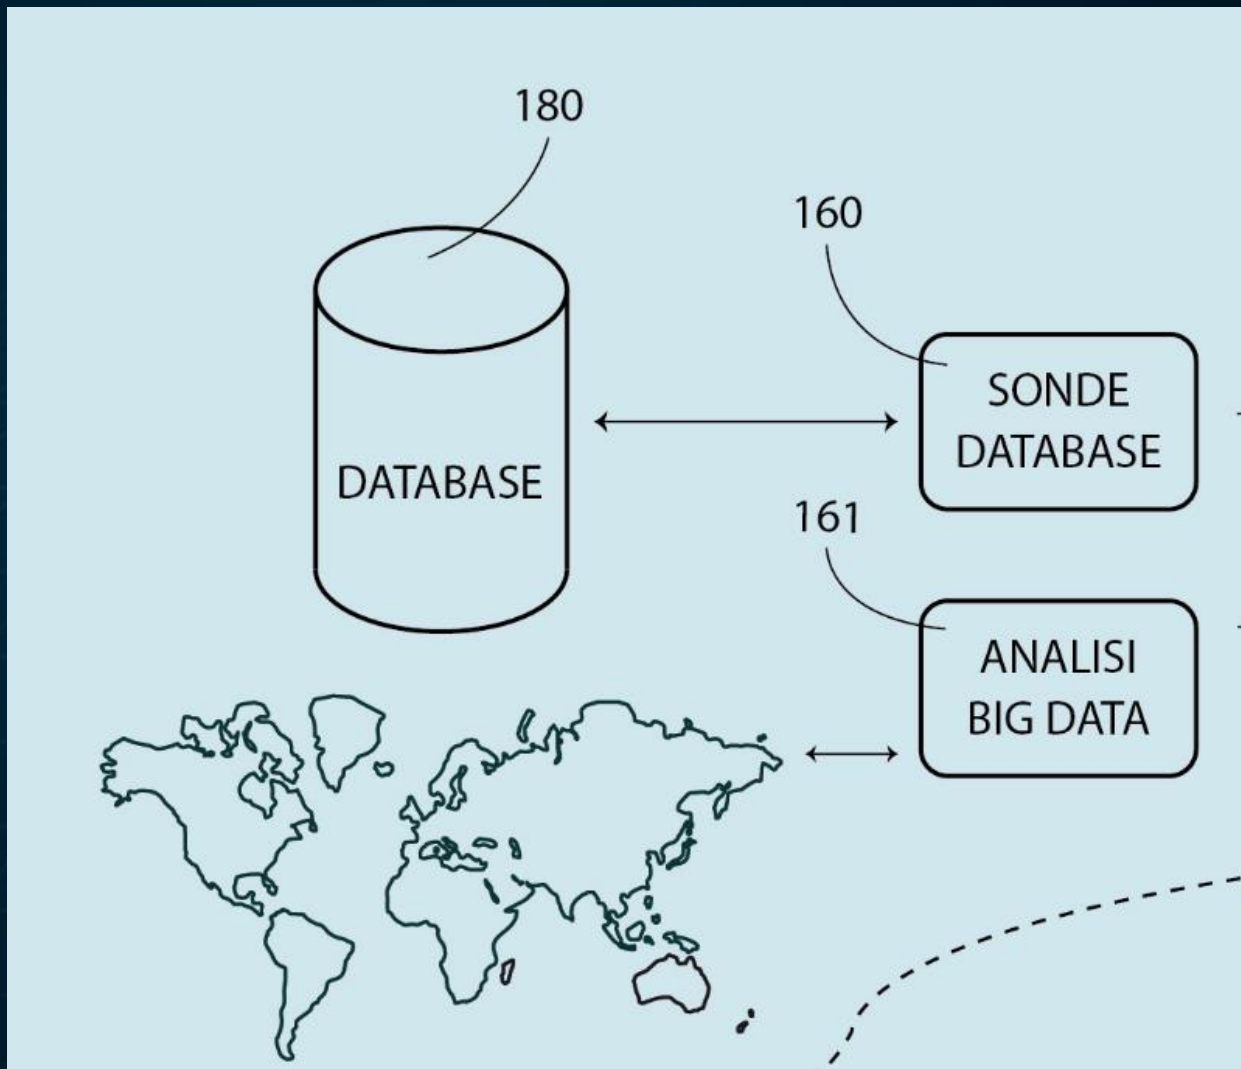 180
160
SONDE
DATABASE
DATABASE
161
ANALISI
BIG DATA